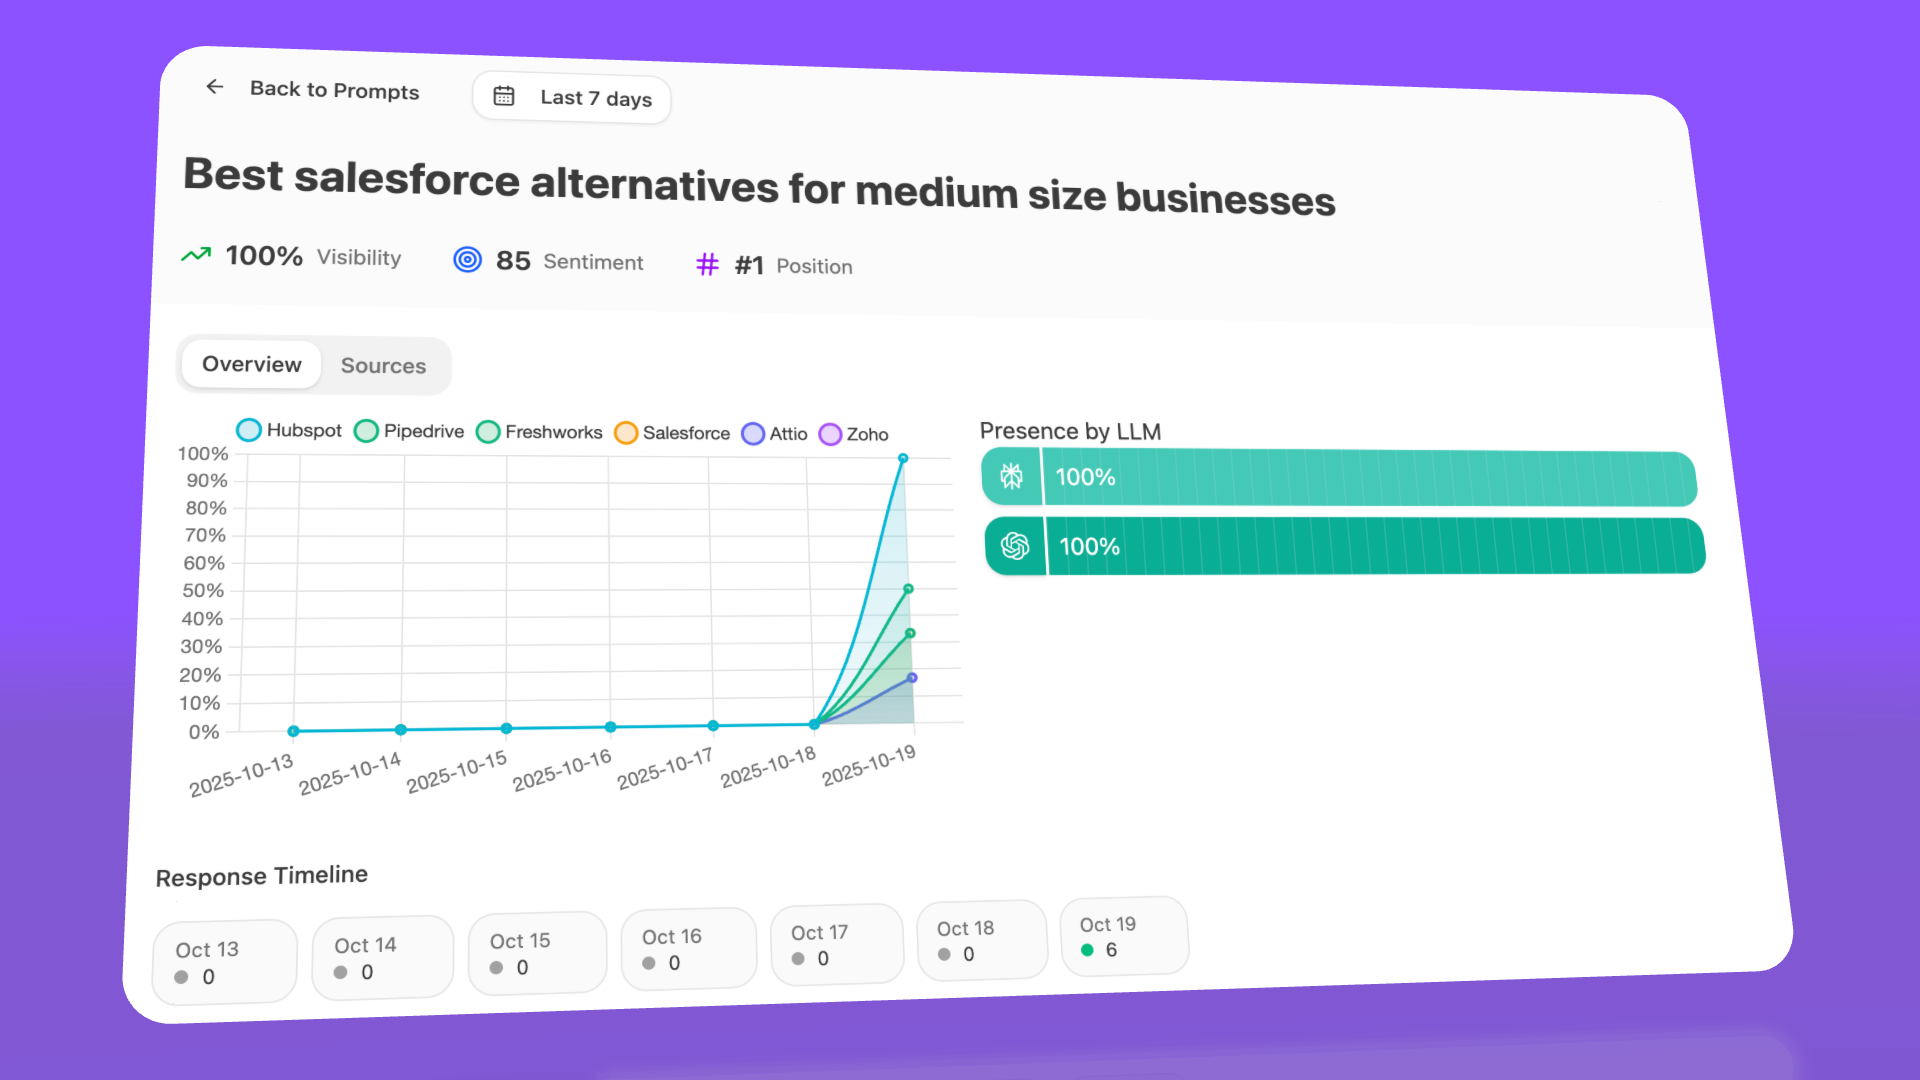 Back to Prompts
Last 7 days
Best salesforce alternatives for medium size businesses
100% Visibility
85 Sentiment
#1 Position
Overview
Sources
Hubspot Pipedrive Freshworks Salesforce Attio Zoho
100%
90%
80%
70%
60%
50%
40%
30%
20%
10%
0%
2025-10-13
2025-10-14
2025-10-15
2025-10-16
2025-10-17
2025-10-18
2025-10-19
Presence by LLM
100%
100%
Response Timeline
Oct 13
0
Oct 14
0
Oct 15
0
Oct 16
0
Oct 17
0
Oct 18
0
Oct 19
6